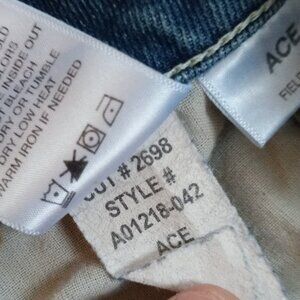 INSIDE OUT
BLEACH
DRY OR TUMBLE
DRY LOW HEAT
WARM IRON IF NEEDED
CUT # 2698
STYLE #
A01218-042
ACE
ACE